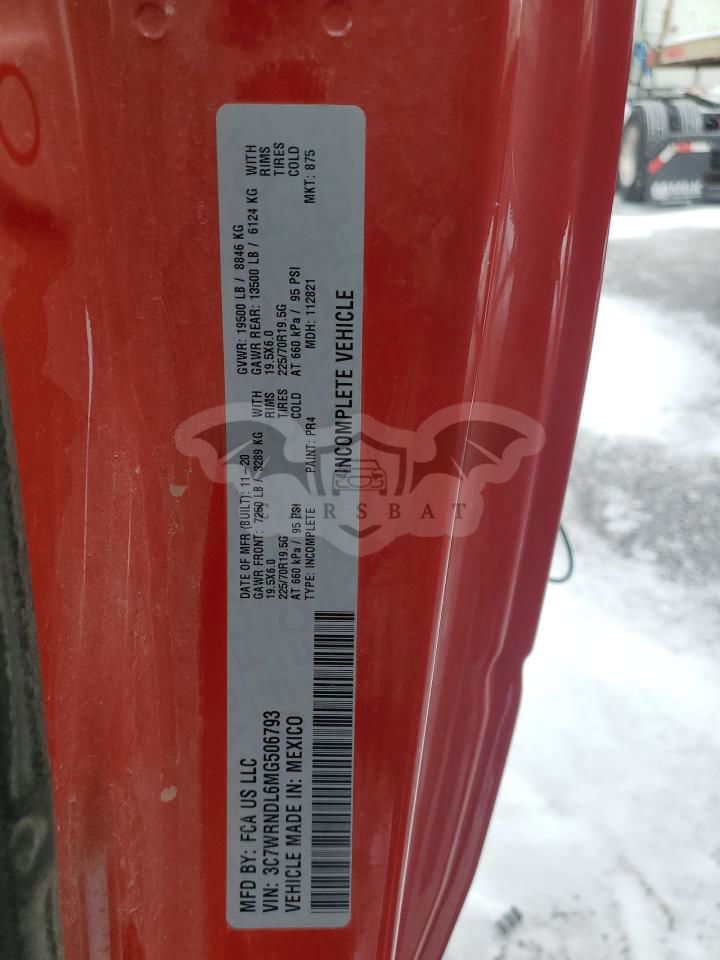 MFD BY: FCA US LLC
VIN: 3C7WRNDL6MG506793
VEHICLE MADE IN: MEXICO
DATE OF MFR (BUILT): 11-20
GAWR FRONT: 7250 LB / 3289 KG WITH
19.5X6.0 RIMS
225/70R19.5G TIRES
AT 660 kPa / 95 PSI COLD
TYPE: INCOMPLETE PAINT: PR4
GVWR: 19500 LB / 8846 KG
GAWR REAR: 13500 LB / 6124 KG WITH
19.5X6.0 RIMS
225/70R19.5G TIRES
AT 660 kPa / 95 PSI COLD
MDH: 112821 MKT: 875
INCOMPLETE VEHICLE